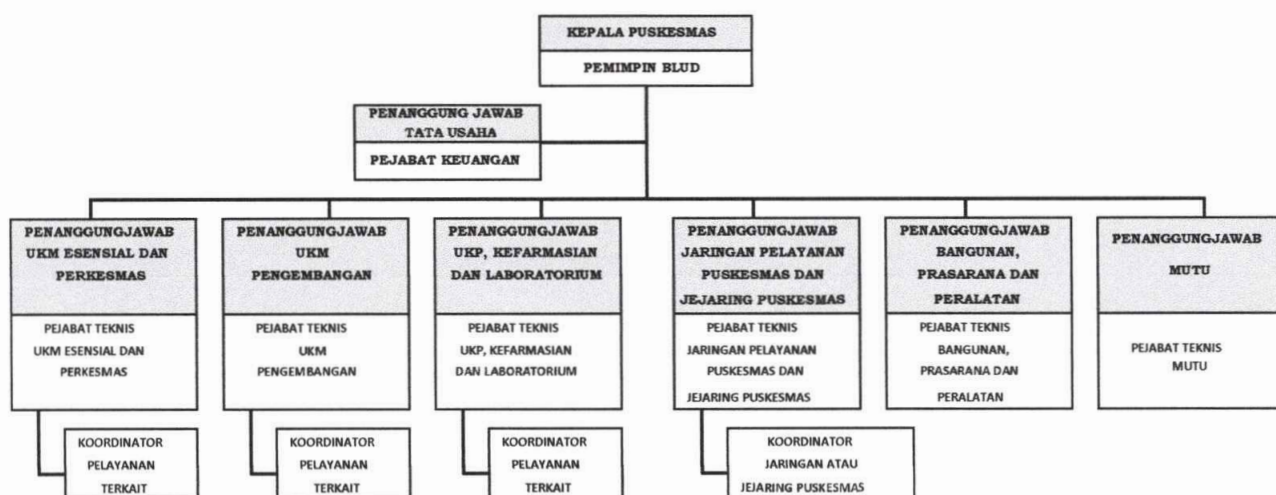 KEPALA PUSKESMAS
PEMIMPIN BLUD
PENANGGUNG JAWAB
TATA USAHA
PEJABAT KEUANGAN
PENANGGUNGJAWAB
UKM ESENSIAL DAN
PERKESMAS
PEJABAT TEKNIS
UKM ESENSIAL DAN
PERKESMAS
KOORDINATOR
PELAYANAN
TERKAIT
PENANGGUNGJAWAB
UKM
PENGEMBANGAN
PEJABAT TEKNIS
UKM
PENGEMBANGAN
KOORDINATOR
PELAYANAN
TERKAIT
PENANGGUNGJAWAB
UKP, KEFARMASIAN
DAN LABORATORIUM
PEJABAT TEKNIS
UKP, KEFARMASIAN
DAN LABORATORIUM
KOORDINATOR
PELAYANAN
TERKAIT
PENANGGUNGJAWAB
JARINGAN PELAYANAN
PUSKESMAS DAN
JEJARING PUSKESMAS
PEJABAT TEKNIS
JARINGAN PELAYANAN
PUSKESMAS DAN
JEJARING PUSKESMAS
KOORDINATOR
JARINGAN ATAU
JEJARING PUSKESMAS
PENANGGUNGJAWAB
BANGUNAN,
PRASARANA DAN
PERALATAN
PEJABAT TEKNIS
BANGUNAN,
PRASARANA DAN
PERALATAN
PENANGGUNGJAWAB
MUTU
PEJABAT TEKNIS
MUTU